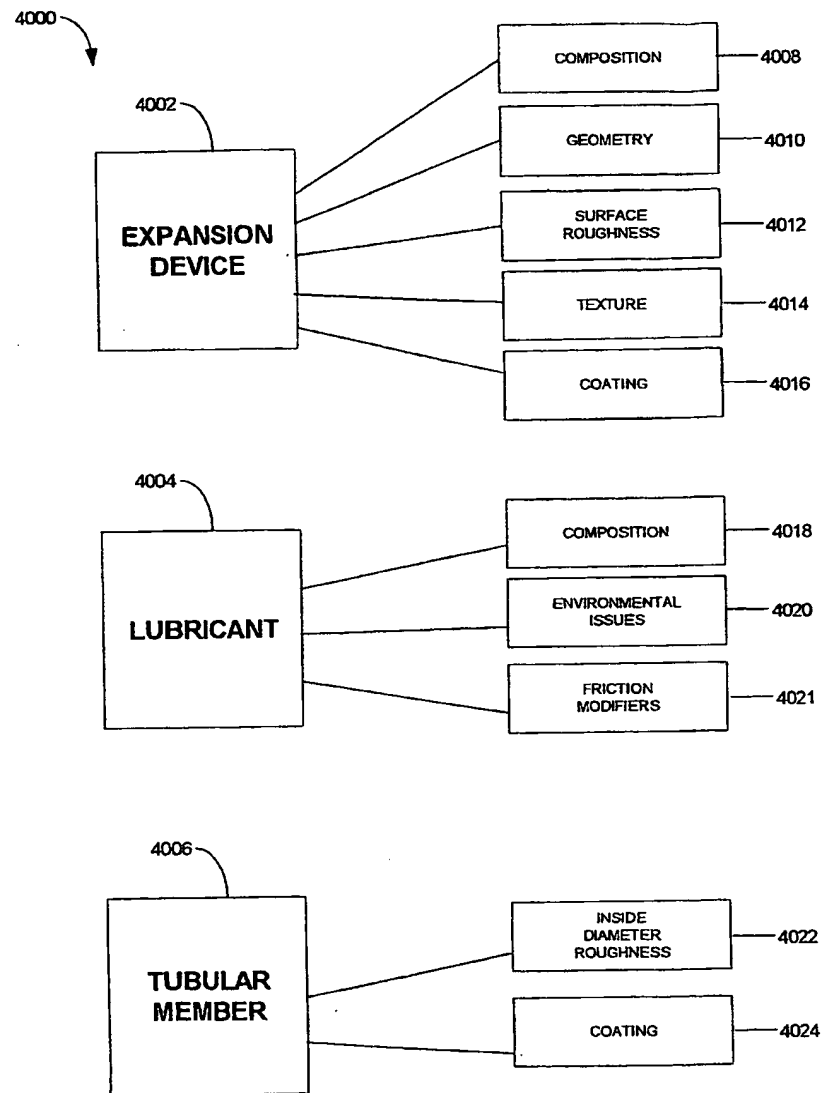 4000
4002
EXPANSION
DEVICE
COMPOSITION
4008
GEOMETRY
4010
SURFACE
ROUGHNESS
4012
TEXTURE
4014
COATING
4016
4004
LUBRICANT
COMPOSITION
4018
ENVIRONMENTAL
ISSUES
4020
FRICTION
MODIFIERS
4021
4006
TUBULAR
MEMBER
INSIDE
DIAMETER
ROUGHNESS
4022
COATING
4024